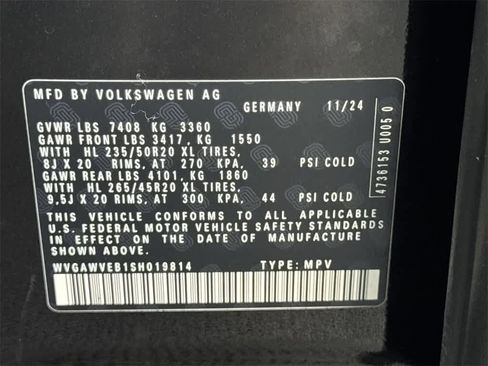 MFD BY VOLKSWAGEN AG
GERMANY 11/24
GVWR LBS 7408 KG 3360
GAWR FRONT LBS 3417, KG 1550
WITH HL 235/50R20 XL TIRES,
8J X 20 RIMS, AT 270 KPA, 39 PSI COLD
GAWR REAR LBS 4101, KG 1860
WITH HL 265/45R20 XL TIRES,
9.5J X 20 RIMS, AT 300 KPA, 44 PSI COLD
THIS VEHICLE CONFORMS TO ALL APPLICABLE
U.S. FEDERAL MOTOR VEHICLE SAFETY STANDARDS
IN EFFECT ON THE DATE OF MANUFACTURE
SHOWN ABOVE.
WVGAWVEB1SH019814 TYPE: MPV
4736153 U005 0